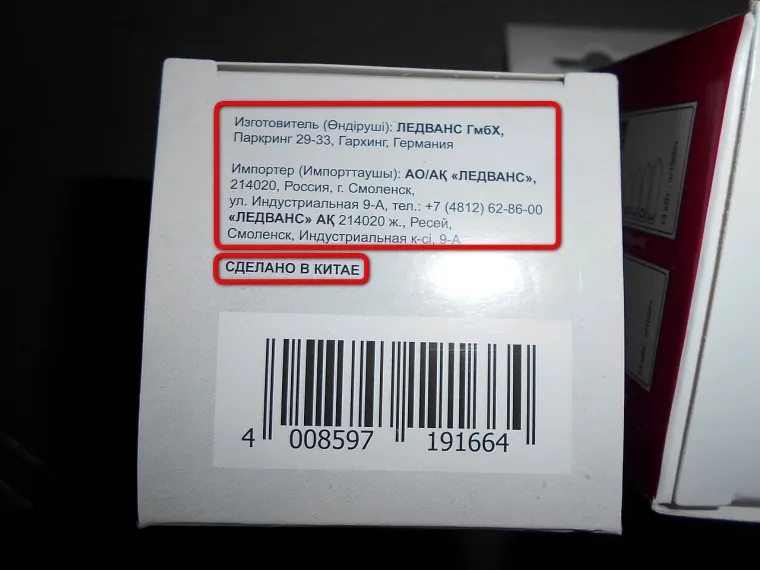 Изготовитель (Өндіруші): ЛЕДВАНС ГмбХ,
Паркринг 29-33, Гархинг, Германия
Импортер (Импорттаушы): АО/АҚ «ЛЕДВАНС»,
214020, Россия, г. Смоленск,
ул. Индустриальная 9-А, тел.: +7 (4812) 62-86-00
«ЛЕДВАНС» АҚ 214020 ж., Ресей,
Смоленск, Индустриальная к-сі, 9-А
СДЕЛАНО В КИТАЕ
4 008597 191664